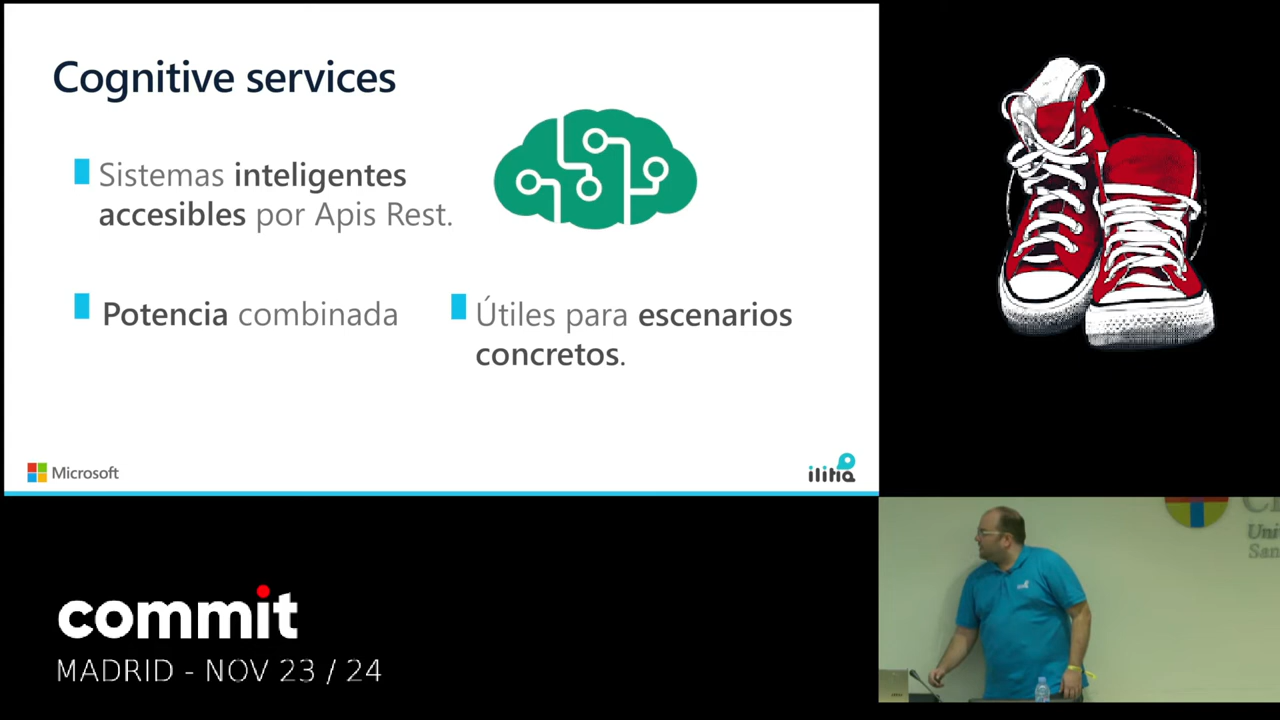 Cognitive services
Sistemas inteligentes
accesibles por Apis Rest.
Potencia combinada
Útiles para escenarios
concretos.
Microsoft
ilitia
commit
MADRID - NOV 23 / 24